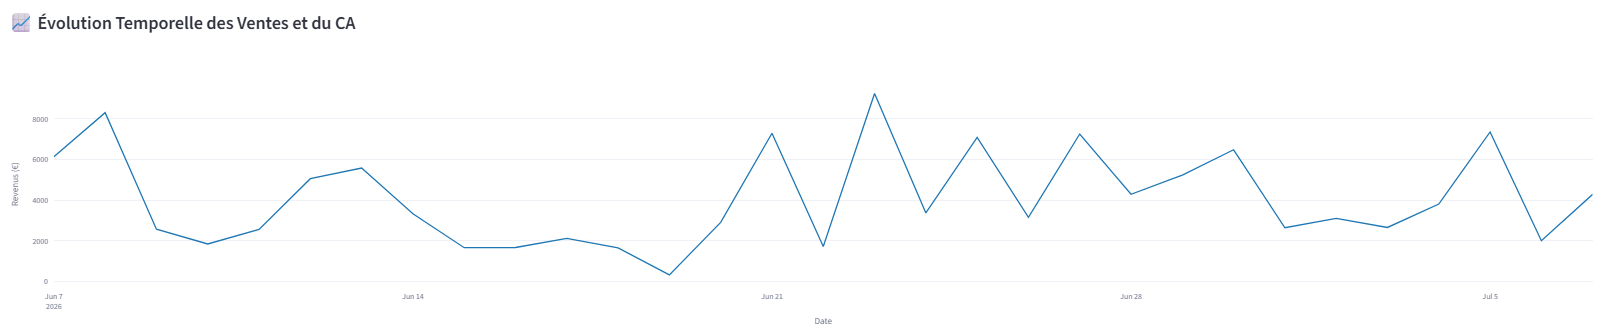 Évolution Temporelle des Ventes et du CA
8000
6000
4000
2000
0
Revenus (€)
Jun 7
2026
Jun 14
Jun 21
Jun 28
Jul 5
Date